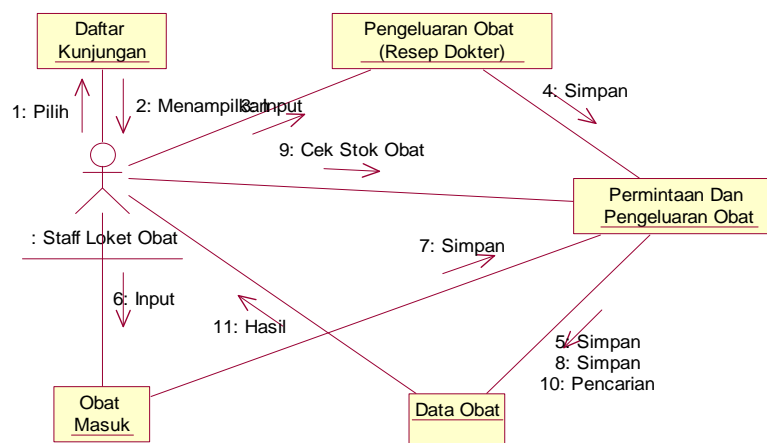 Daftar
Kunjungan
Pengeluaran Obat
(Resep Dokter)
1: Pilih
2: Menampilkan
3: Input
4: Simpan
9: Cek Stok Obat
Permintaan Dan
Pengeluaran Obat
: Staff Loket Obat
7: Simpan
6: Input
11: Hasil
5: Simpan
8: Simpan
10: Pencarian
Obat
Masuk
Data Obat